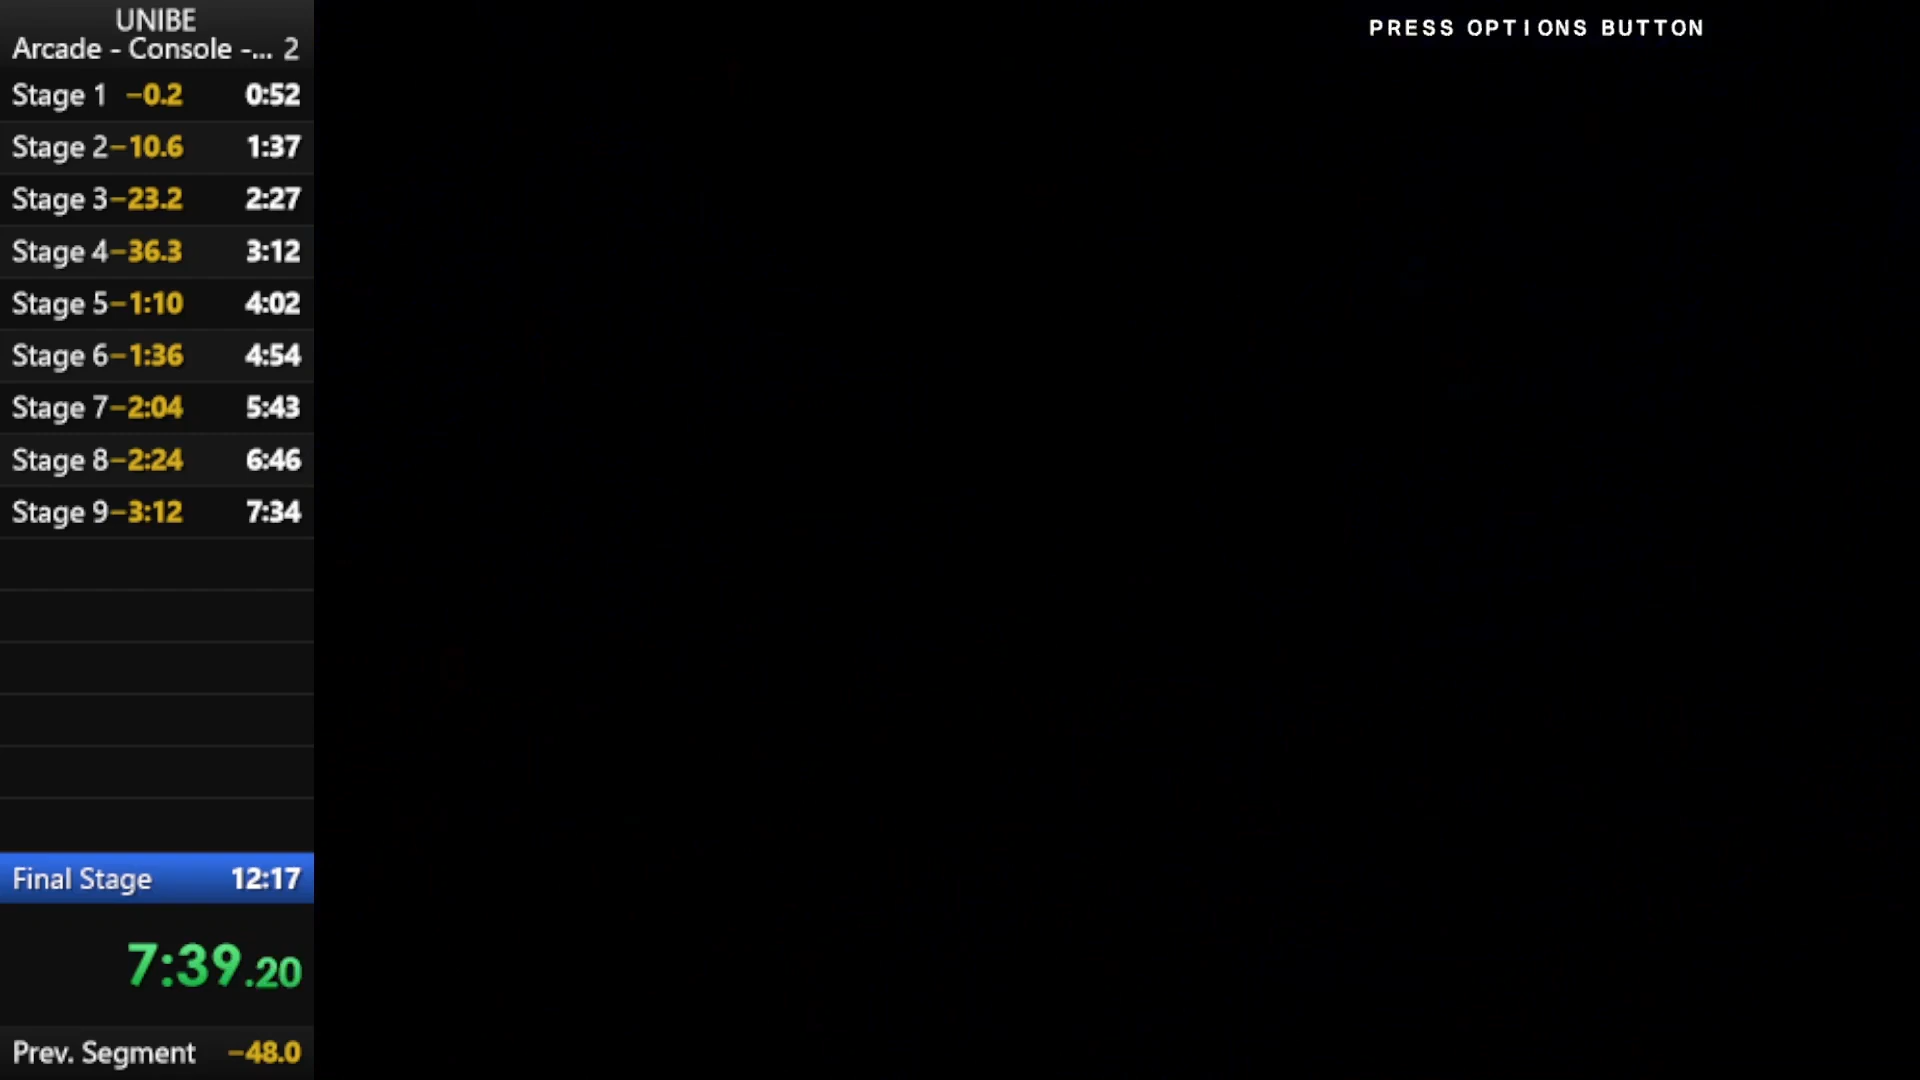 UNIBE
Arcade - Console -... 2
Stage 1 −0.2 0:52
Stage 2 −10.6 1:37
Stage 3 −23.2 2:27
Stage 4 −36.3 3:12
Stage 5 −1:10 4:02
Stage 6 −1:36 4:54
Stage 7 −2:04 5:43
Stage 8 −2:24 6:46
Stage 9 −3:12 7:34
Final Stage 12:17
7:39.20
Prev. Segment −48.0
PRESS OPTIONS BUTTON